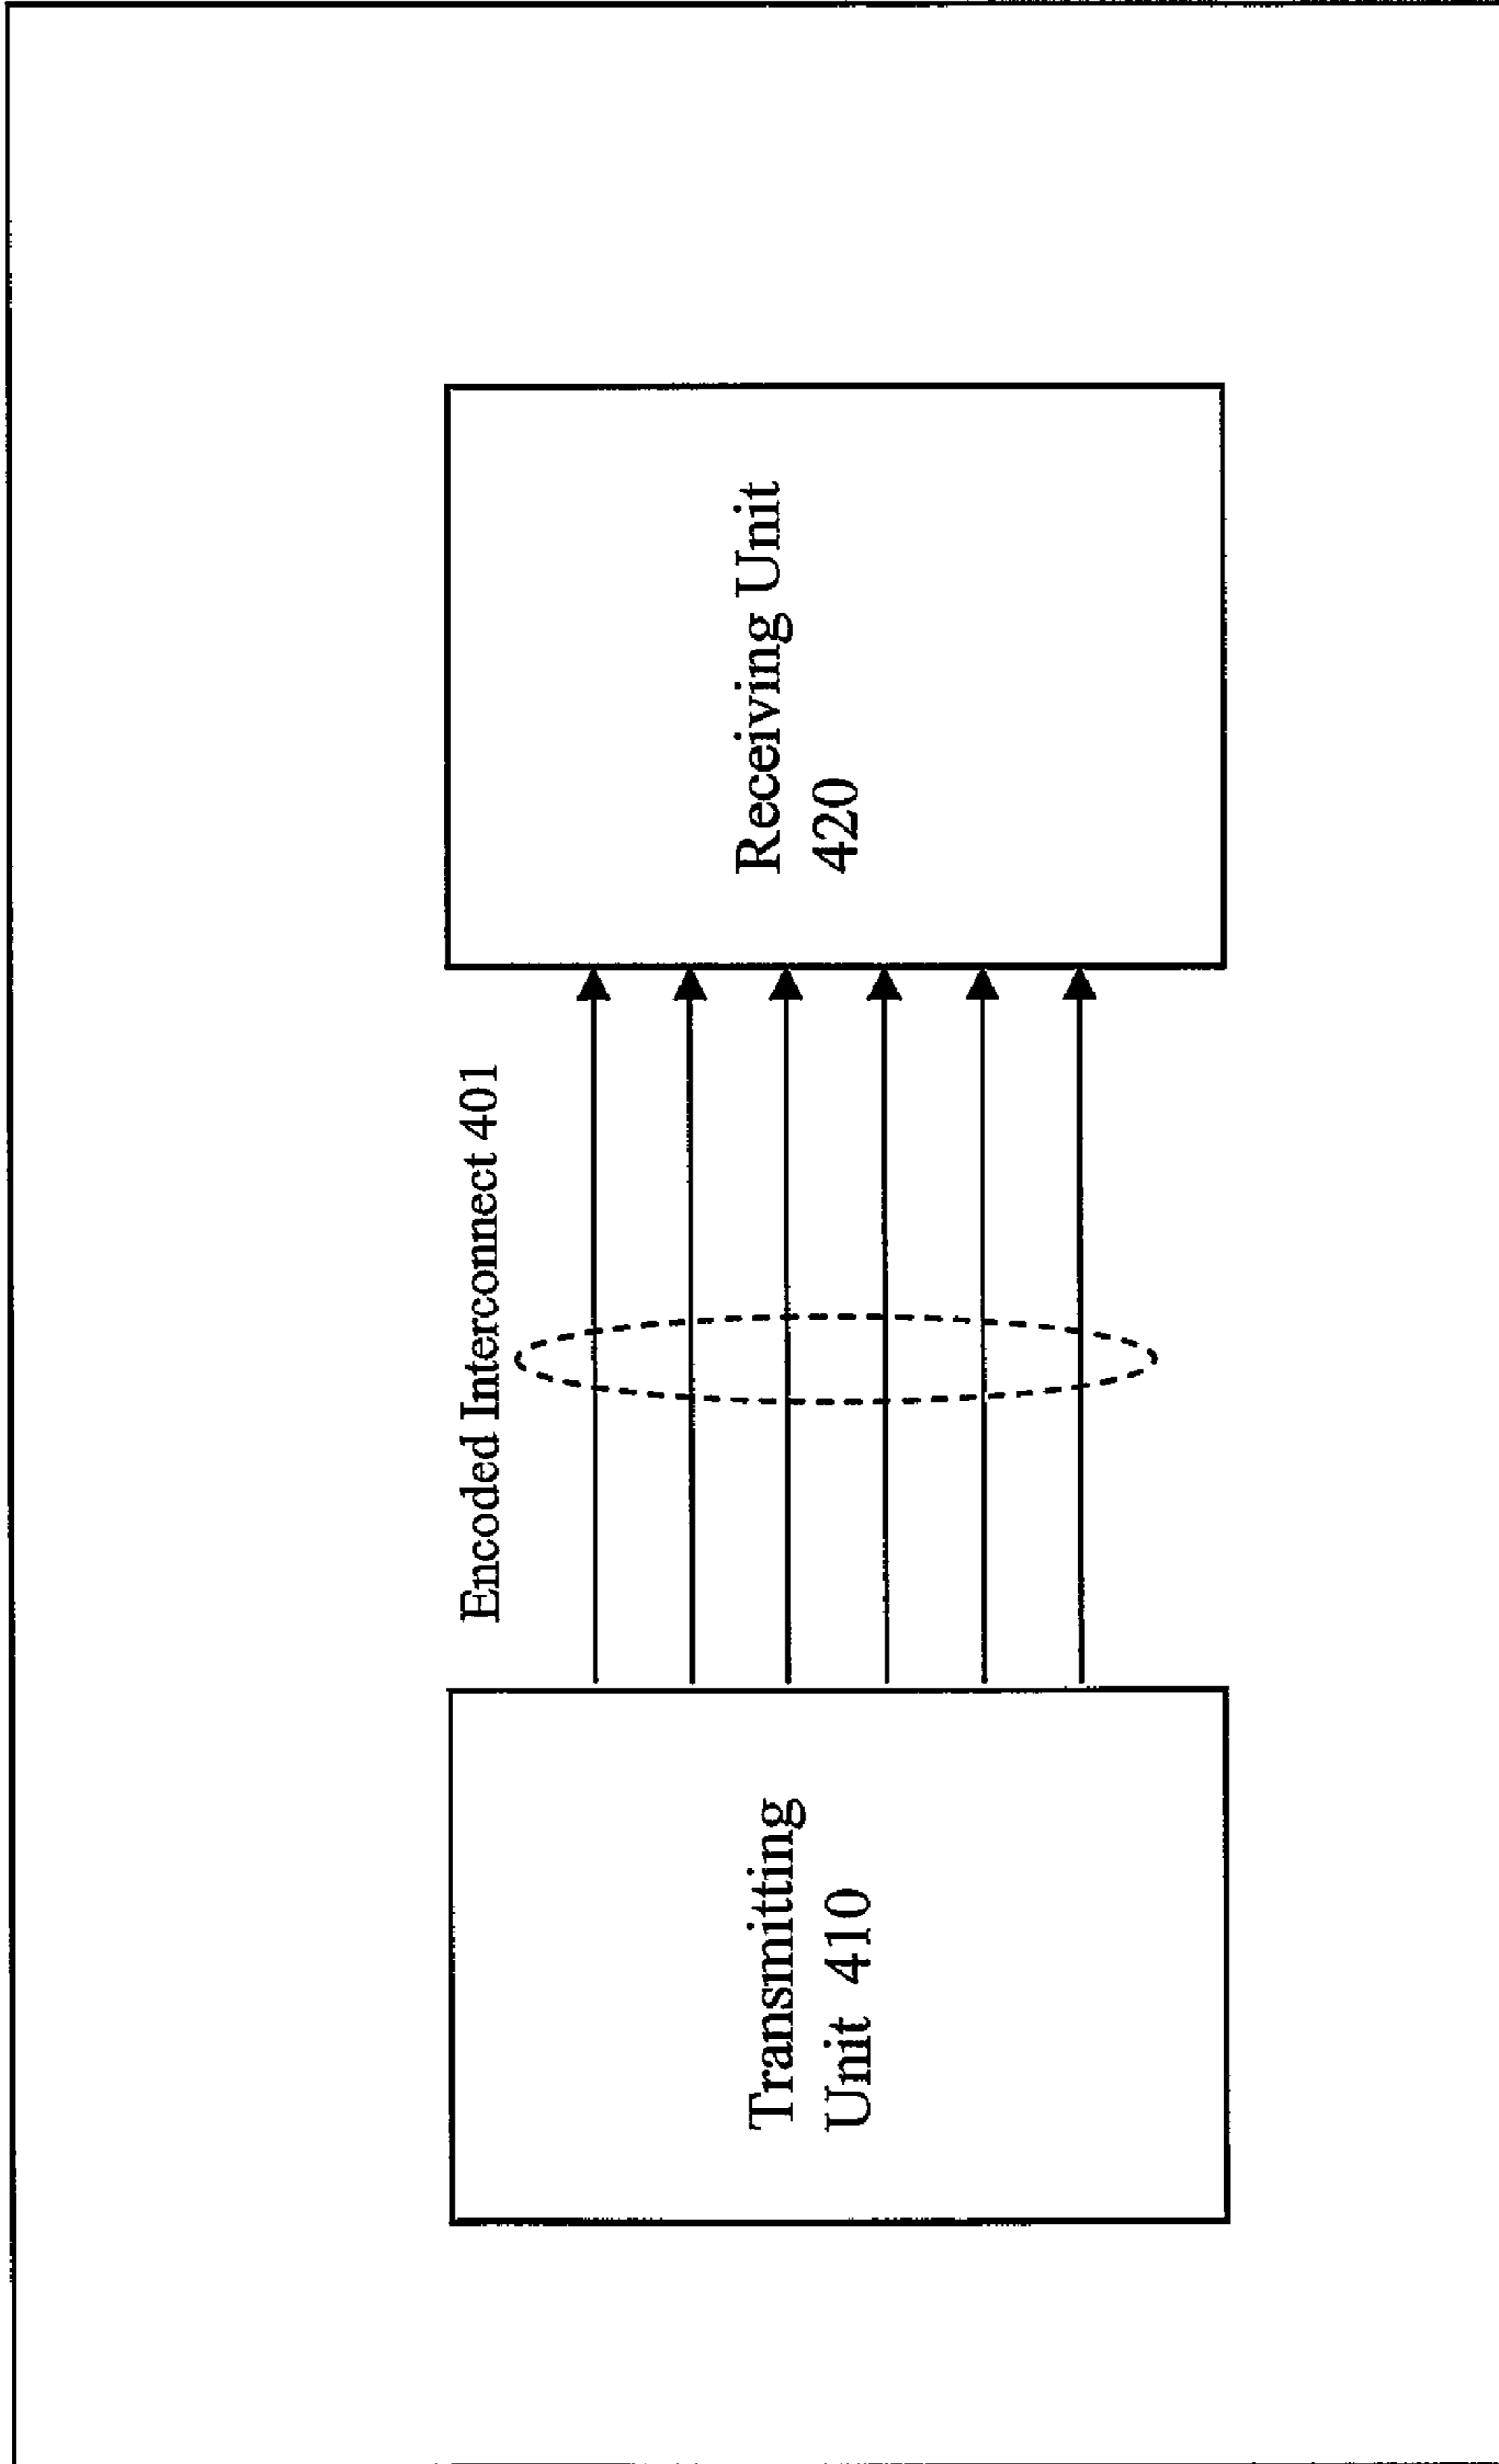 Transmitting
Unit 410
Encoded Interconnect 401
Receiving Unit
420